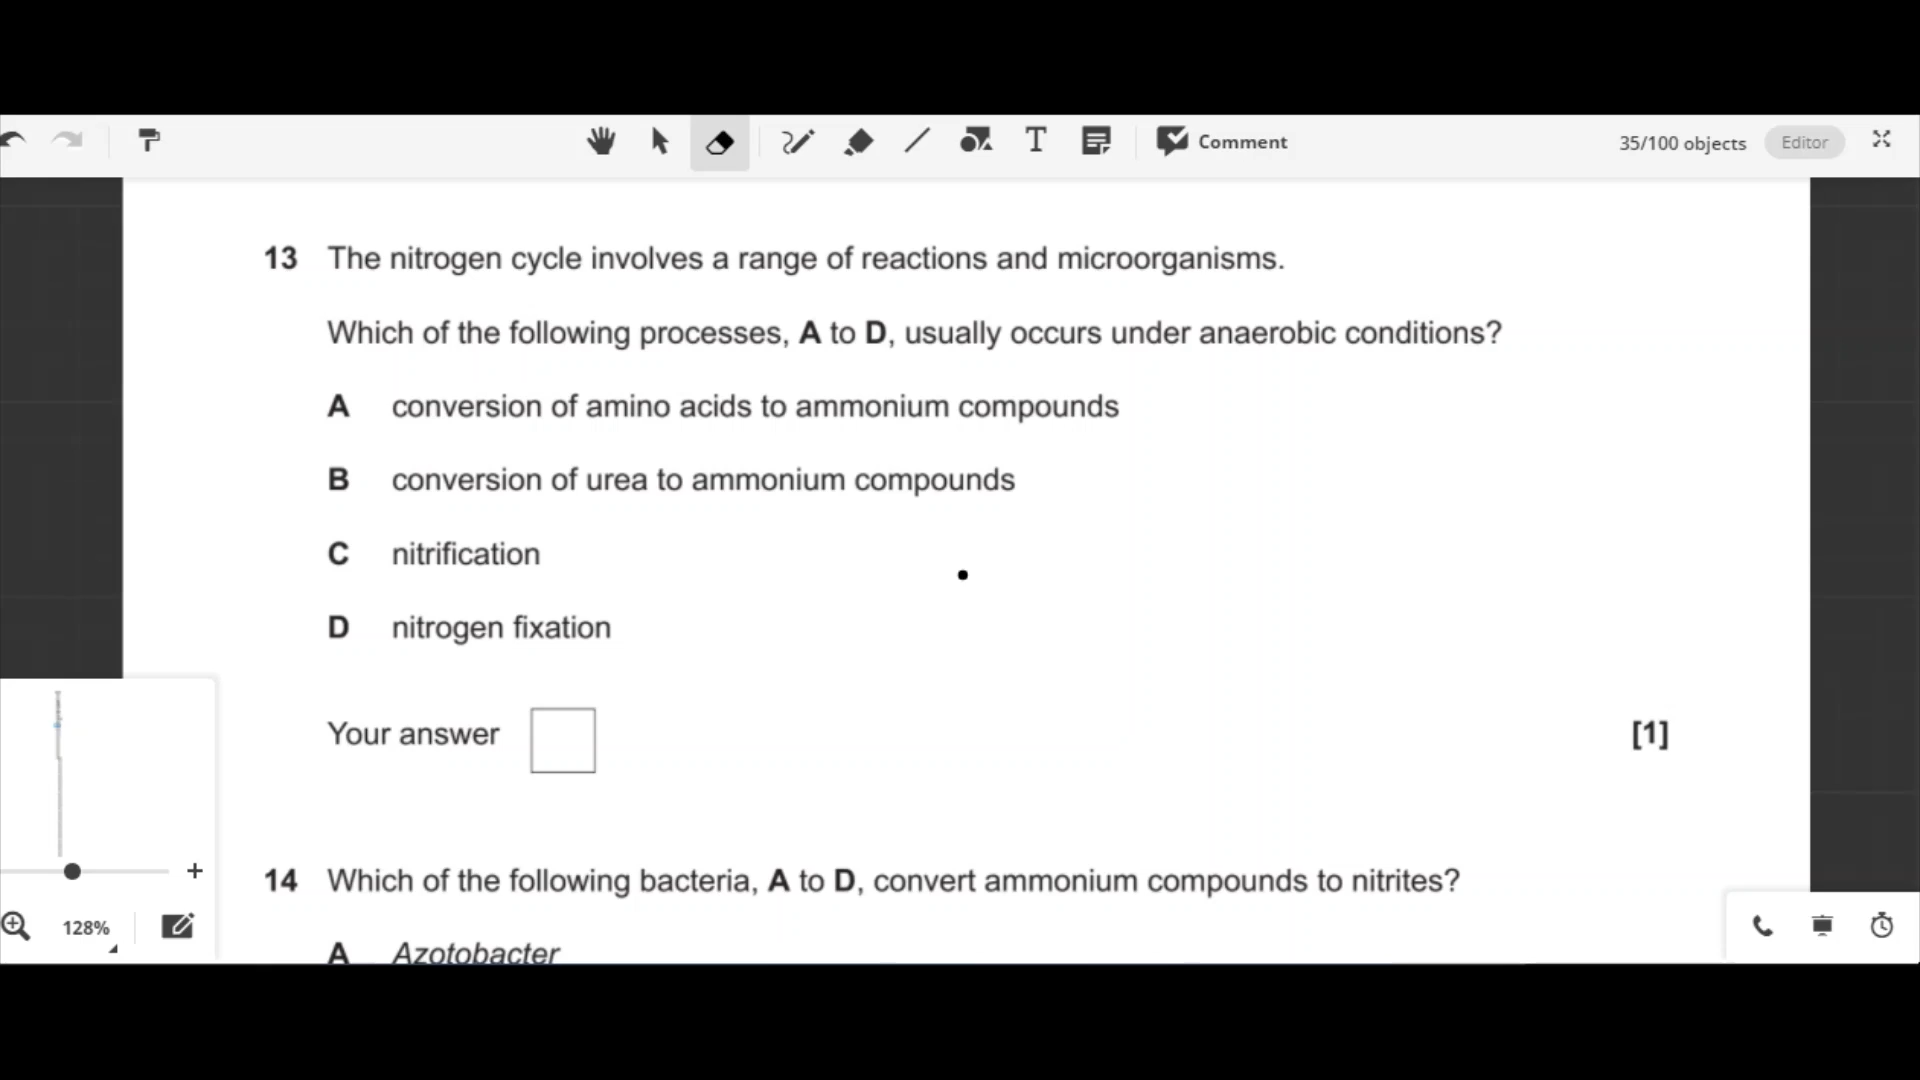 Comment
35/100 objects
Editor
13 The nitrogen cycle involves a range of reactions and microorganisms.
Which of the following processes, A to D, usually occurs under anaerobic conditions?
A conversion of amino acids to ammonium compounds
B conversion of urea to ammonium compounds
C nitrification
D nitrogen fixation
Your answer [1]
14 Which of the following bacteria, A to D, convert ammonium compounds to nitrites?
128%
A Azotobacter